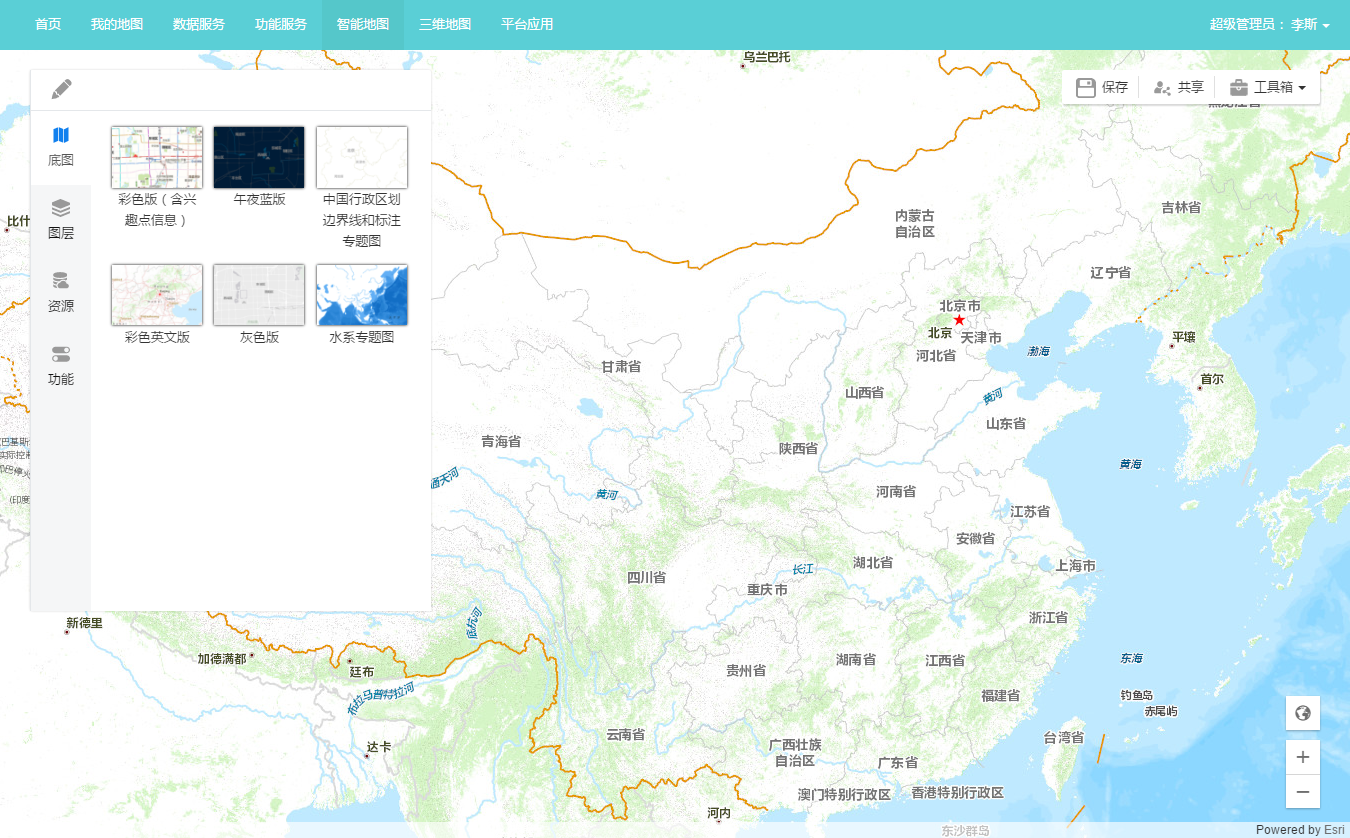 首页 我的地图 数据服务 功能服务 智能地图 三维地图 平台应用 超级管理员： 李斯
乌兰巴托
保存 共享 工具箱
黑龙江省
底图
彩色版（含兴
趣点信息）
午夜蓝版
中国行政区划
边界线和标注
专题图
图层
资源
彩色英文版
灰色版
水系专题图
功能
比什
吉林省
内蒙古
自治区
辽宁省
北京市
北京
天津市
平壤
渤海
河北省
甘肃省
首尔
山西省
黄河
山东省
青海省
陕西省
黄海
通天河
黄河
河南省
(印度
江苏省
安徽省
湖北省
上海市
长江
四川省
重庆市
新德里
底杭河
浙江省
加德满都
湖南省
江西省
东海
廷布
贵州省
布拉马普特拉河
福建省
钓鱼岛
赤尾屿
云南省
台湾省
达卡
广西壮族
自治区
广东省
澳门特别行政区
香港特别行政区
河内
东沙群岛
Powered by Esri